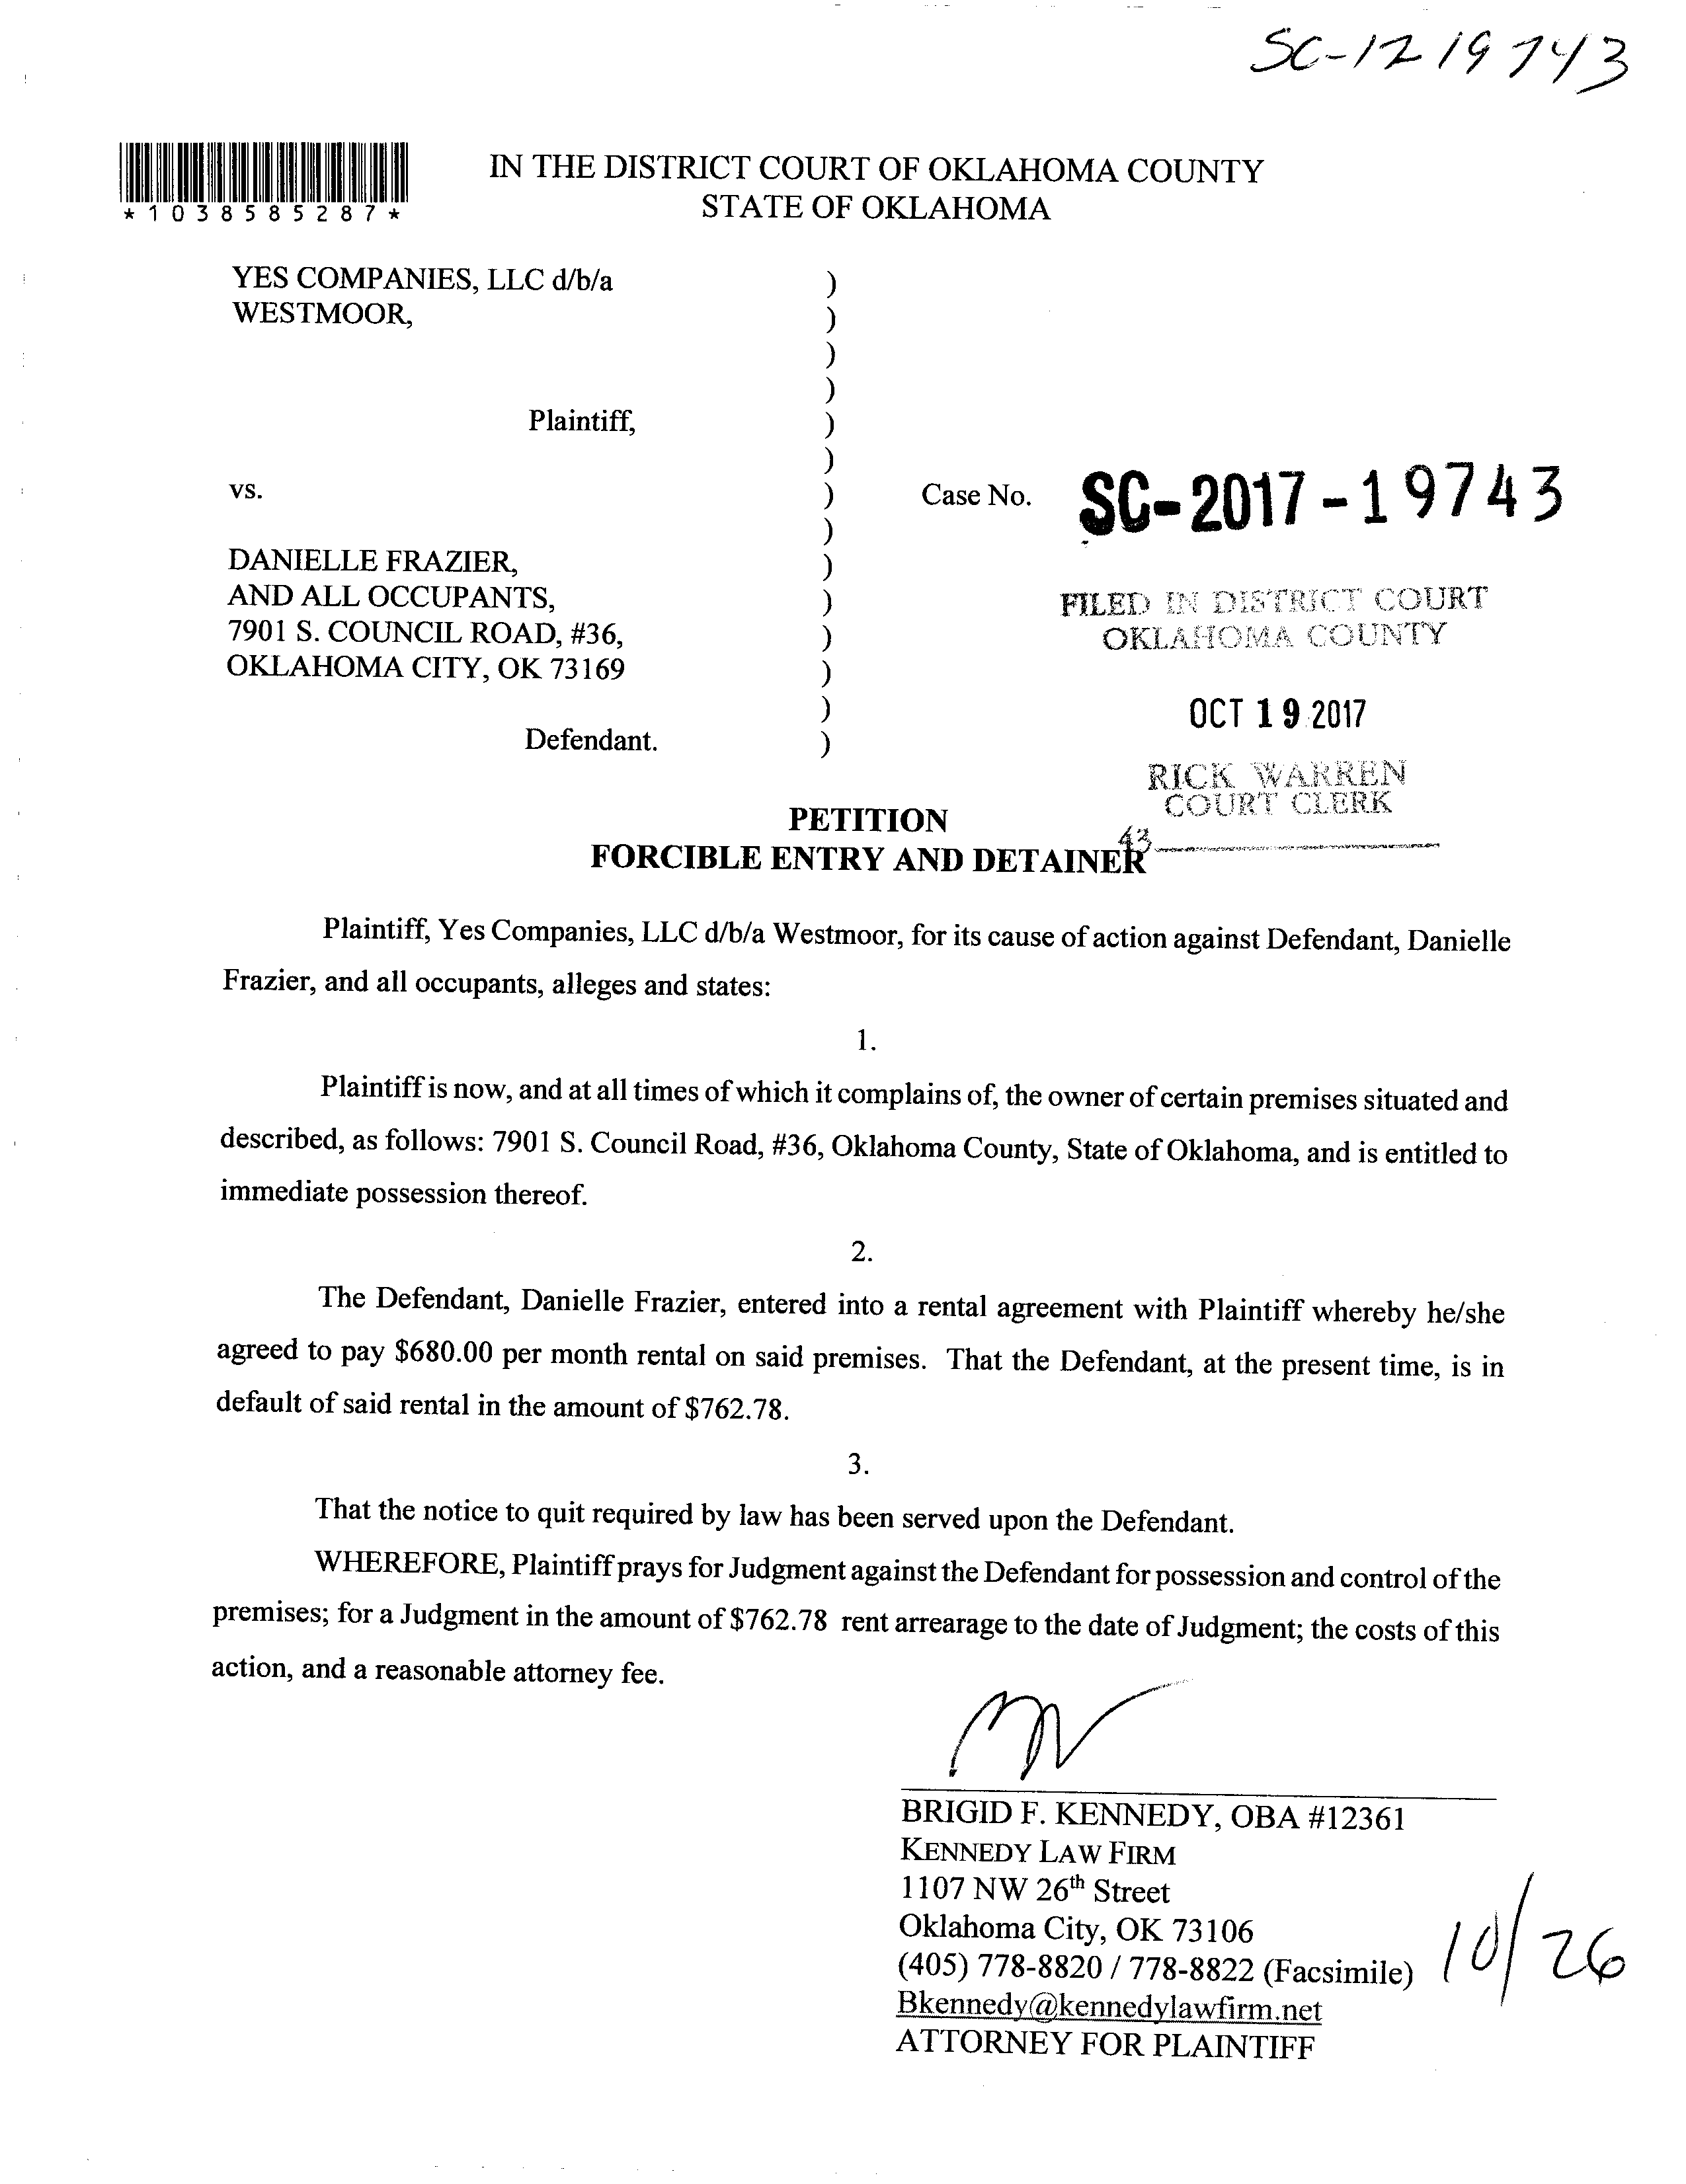 SC-1219743
*1038585287*
IN THE DISTRICT COURT OF OKLAHOMA COUNTY
STATE OF OKLAHOMA
YES COMPANIES, LLC d/b/a )
WESTMOOR, )
)
)
Plaintiff, )
)
vs. ) Case No. SC-2017-19743
)
DANIELLE FRAZIER, )
AND ALL OCCUPANTS, )
7901 S. COUNCIL ROAD, #36, )
OKLAHOMA CITY, OK 73169 )
)
Defendant. )
FILED IN DISTRICT COURT
OKLAHOMA COUNTY
OCT 19 2017
RICK WARREN
COURT CLERK
43
PETITION
FORCIBLE ENTRY AND DETAINER
Plaintiff, Yes Companies, LLC d/b/a Westmoor, for its cause of action against Defendant, Danielle
Frazier, and all occupants, alleges and states:
1.
Plaintiff is now, and at all times of which it complains of, the owner of certain premises situated and
described, as follows: 7901 S. Council Road, #36, Oklahoma County, State of Oklahoma, and is entitled to
immediate possession thereof.
2.
The Defendant, Danielle Frazier, entered into a rental agreement with Plaintiff whereby he/she
agreed to pay $680.00 per month rental on said premises. That the Defendant, at the present time, is in
default of said rental in the amount of $762.78.
3.
That the notice to quit required by law has been served upon the Defendant.
WHEREFORE, Plaintiff prays for Judgment against the Defendant for possession and control of the
premises; for a Judgment in the amount of $762.78 rent arrearage to the date of Judgment; the costs of this
action, and a reasonable attorney fee.
BRIGID F. KENNEDY, OBA #12361
KENNEDY LAW FIRM
1107 NW 26th Street
Oklahoma City, OK 73106
(405) 778-8820 / 778-8822 (Facsimile)
Bkennedy@kennedylawfirm.net
ATTORNEY FOR PLAINTIFF
10/26